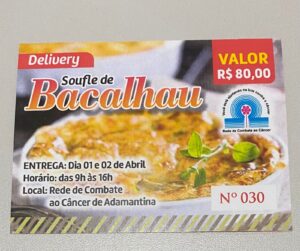 Delivery
Soufle de
Bacalhau
VALOR
R$ 80,00
Rede de Combate ao Câncer
ENTREGA: Dia 01 e 02 de Abril
Horário: das 9h às 16h
Local: Rede de Combate
ao Câncer de Adamantina
Nº 030